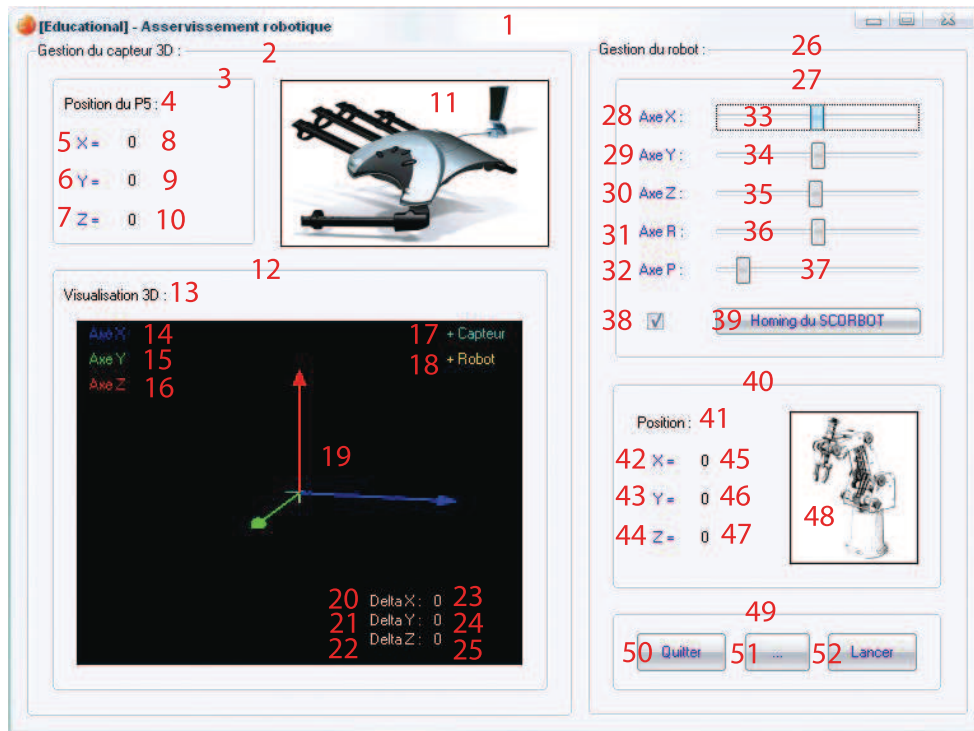 [Educational] - Asservissement robotique 1
Gestion du capteur 3D : 2
3
Position du P5 : 4
5 X = 0 8
6 Y = 0 9
7 Z = 0 10
11
12
Visualisation 3D : 13
Axe X 14
Axe Y 15
Axe Z 16
17 + Capteur
18 + Robot
19
20 Delta X : 0 23
21 Delta Y : 0 24
22 Delta Z : 0 25
Gestion du robot : 26
27
28 Axe X : 33
29 Axe Y : 34
30 Axe Z : 35
31 Axe R : 36
32 Axe P : 37
38 39 Homing du SCORBOT
40
Position : 41
42 X = 0 45
43 Y = 0 46
44 Z = 0 47
48
49
50 Quitter 51 ... 52 Lancer